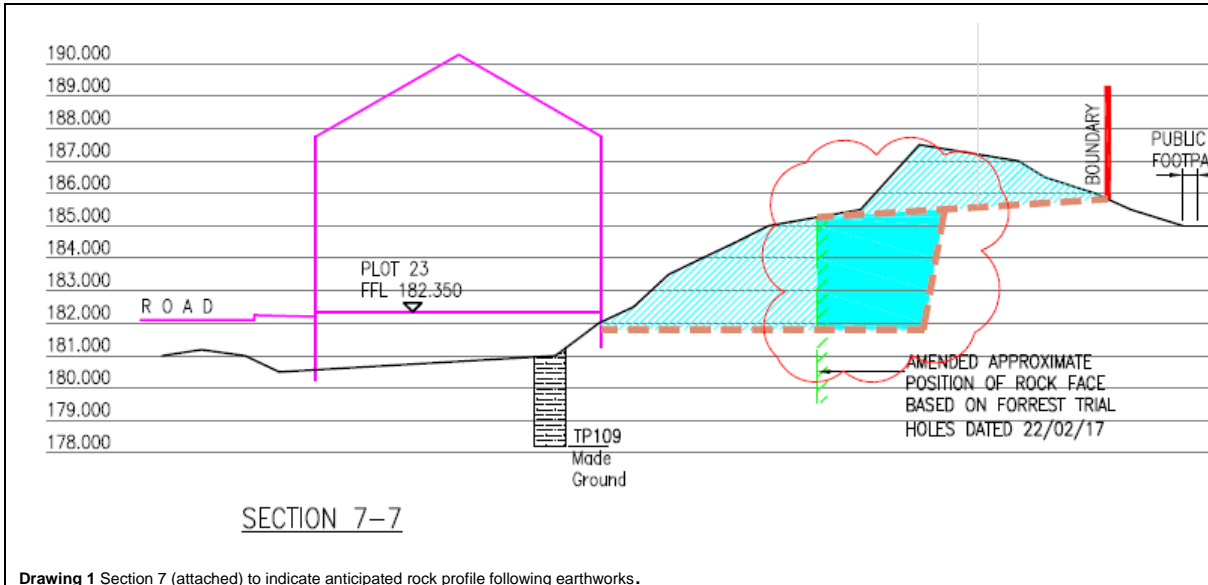 190.000
189.000
188.000
187.000
186.000
185.000
184.000
183.000
182.000
181.000
180.000
179.000
178.000
BOUNDARY
PUBLIC
FOOTPA
PLOT 23
FFL 182.350
ROAD
AMENDED APPROXIMATE
POSITION OF ROCK FACE
BASED ON FORREST TRIAL
HOLES DATED 22/02/17
TP109
Made
Ground
SECTION 7-7
Drawing 1 Section 7 (attached) to indicate anticipated rock profile following earthworks.